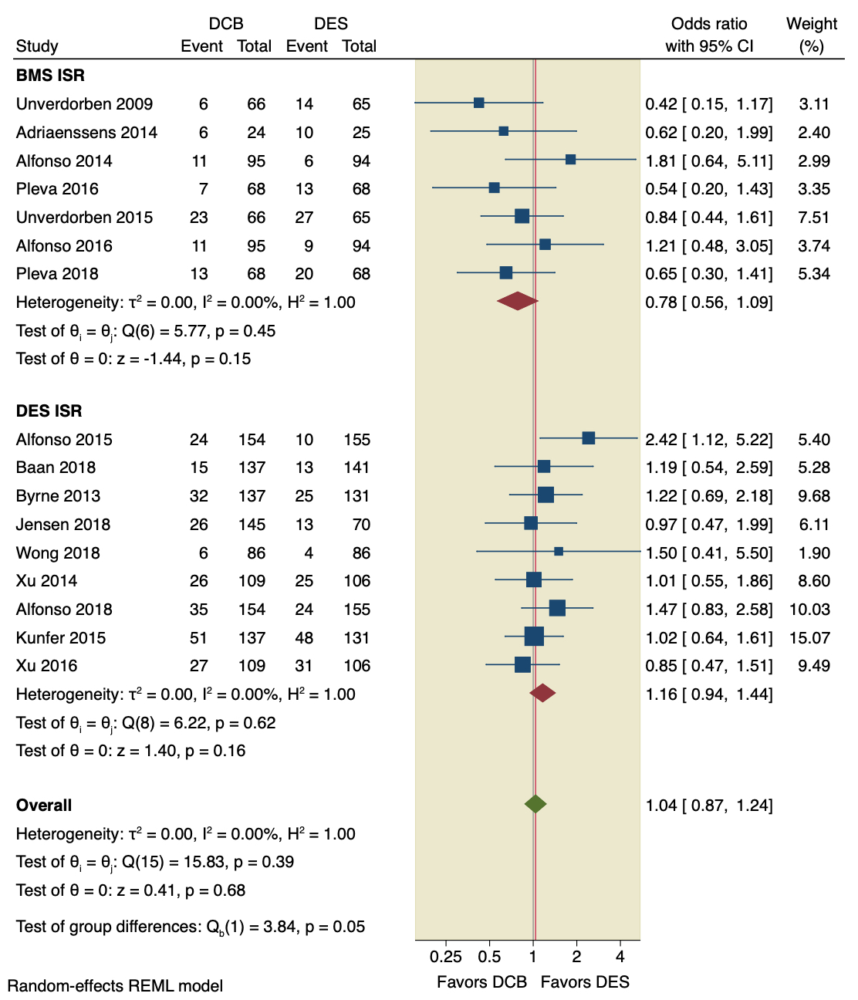 DCB DES Odds ratio Weight
Study Event Total Event Total with 95% CI (%)
BMS ISR
Unverdorben 2009 6 66 14 65 0.42 [ 0.15, 1.17] 3.11
Adriaenssens 2014 6 24 10 25 0.62 [ 0.20, 1.99] 2.40
Alfonso 2014 11 95 6 94 1.81 [ 0.64, 5.11] 2.99
Pleva 2016 7 68 13 68 0.54 [ 0.20, 1.43] 3.35
Unverdorben 2015 23 66 27 65 0.84 [ 0.44, 1.61] 7.51
Alfonso 2016 11 95 9 94 1.21 [ 0.48, 3.05] 3.74
Pleva 2018 13 68 20 68 0.65 [ 0.30, 1.41] 5.34
Heterogeneity: τ² = 0.00, I² = 0.00%, H² = 1.00 0.78 [ 0.56, 1.09]
Test of θᵢ = θⱼ: Q(6) = 5.77, p = 0.45
Test of θ = 0: z = -1.44, p = 0.15
DES ISR
Alfonso 2015 24 154 10 155 2.42 [ 1.12, 5.22] 5.40
Baan 2018 15 137 13 141 1.19 [ 0.54, 2.59] 5.28
Byrne 2013 32 137 25 131 1.22 [ 0.69, 2.18] 9.68
Jensen 2018 26 145 13 70 0.97 [ 0.47, 1.99] 6.11
Wong 2018 6 86 4 86 1.50 [ 0.41, 5.50] 1.90
Xu 2014 26 109 25 106 1.01 [ 0.55, 1.86] 8.60
Alfonso 2018 35 154 24 155 1.47 [ 0.83, 2.58] 10.03
Kunfer 2015 51 137 48 131 1.02 [ 0.64, 1.61] 15.07
Xu 2016 27 109 31 106 0.85 [ 0.47, 1.51] 9.49
Heterogeneity: τ² = 0.00, I² = 0.00%, H² = 1.00 1.16 [ 0.94, 1.44]
Test of θᵢ = θⱼ: Q(8) = 6.22, p = 0.62
Test of θ = 0: z = 1.40, p = 0.16
Overall 1.04 [ 0.87, 1.24]
Heterogeneity: τ² = 0.00, I² = 0.00%, H² = 1.00
Test of θᵢ = θⱼ: Q(15) = 15.83, p = 0.39
Test of θ = 0: z = 0.41, p = 0.68
Test of group differences: Q_b(1) = 3.84, p = 0.05
0.25 0.5 1 2 4
Favors DCB Favors DES
Random-effects REML model